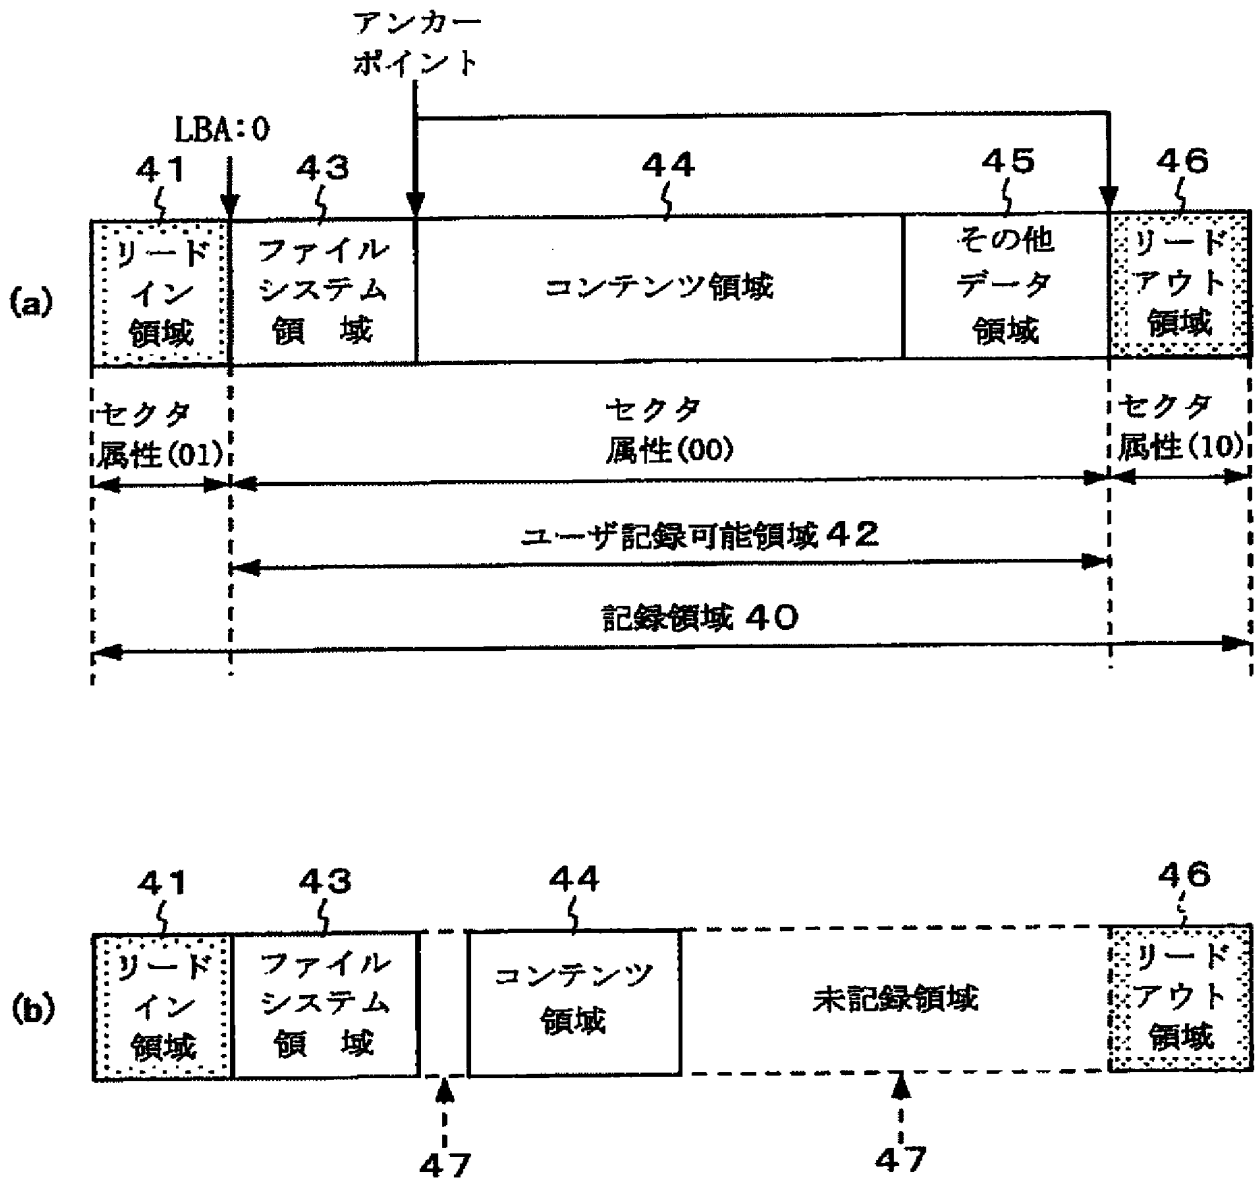 アンカー
ポイント
LBA:0
41
43
44
45
46
(a)
リード
イン
領域
ファイル
システム
領 域
コンテンツ領域
その他
データ
領域
リード
アウト
領域
セクタ
属性(01)
セクタ
属性(00)
セクタ
属性(10)
ユーザ記録可能領域42
記録領域40
41
43
44
46
(b)
リード
イン
領域
ファイル
システム
領 域
コンテンツ
領域
未記録領域
リード
アウト
領域
47
47